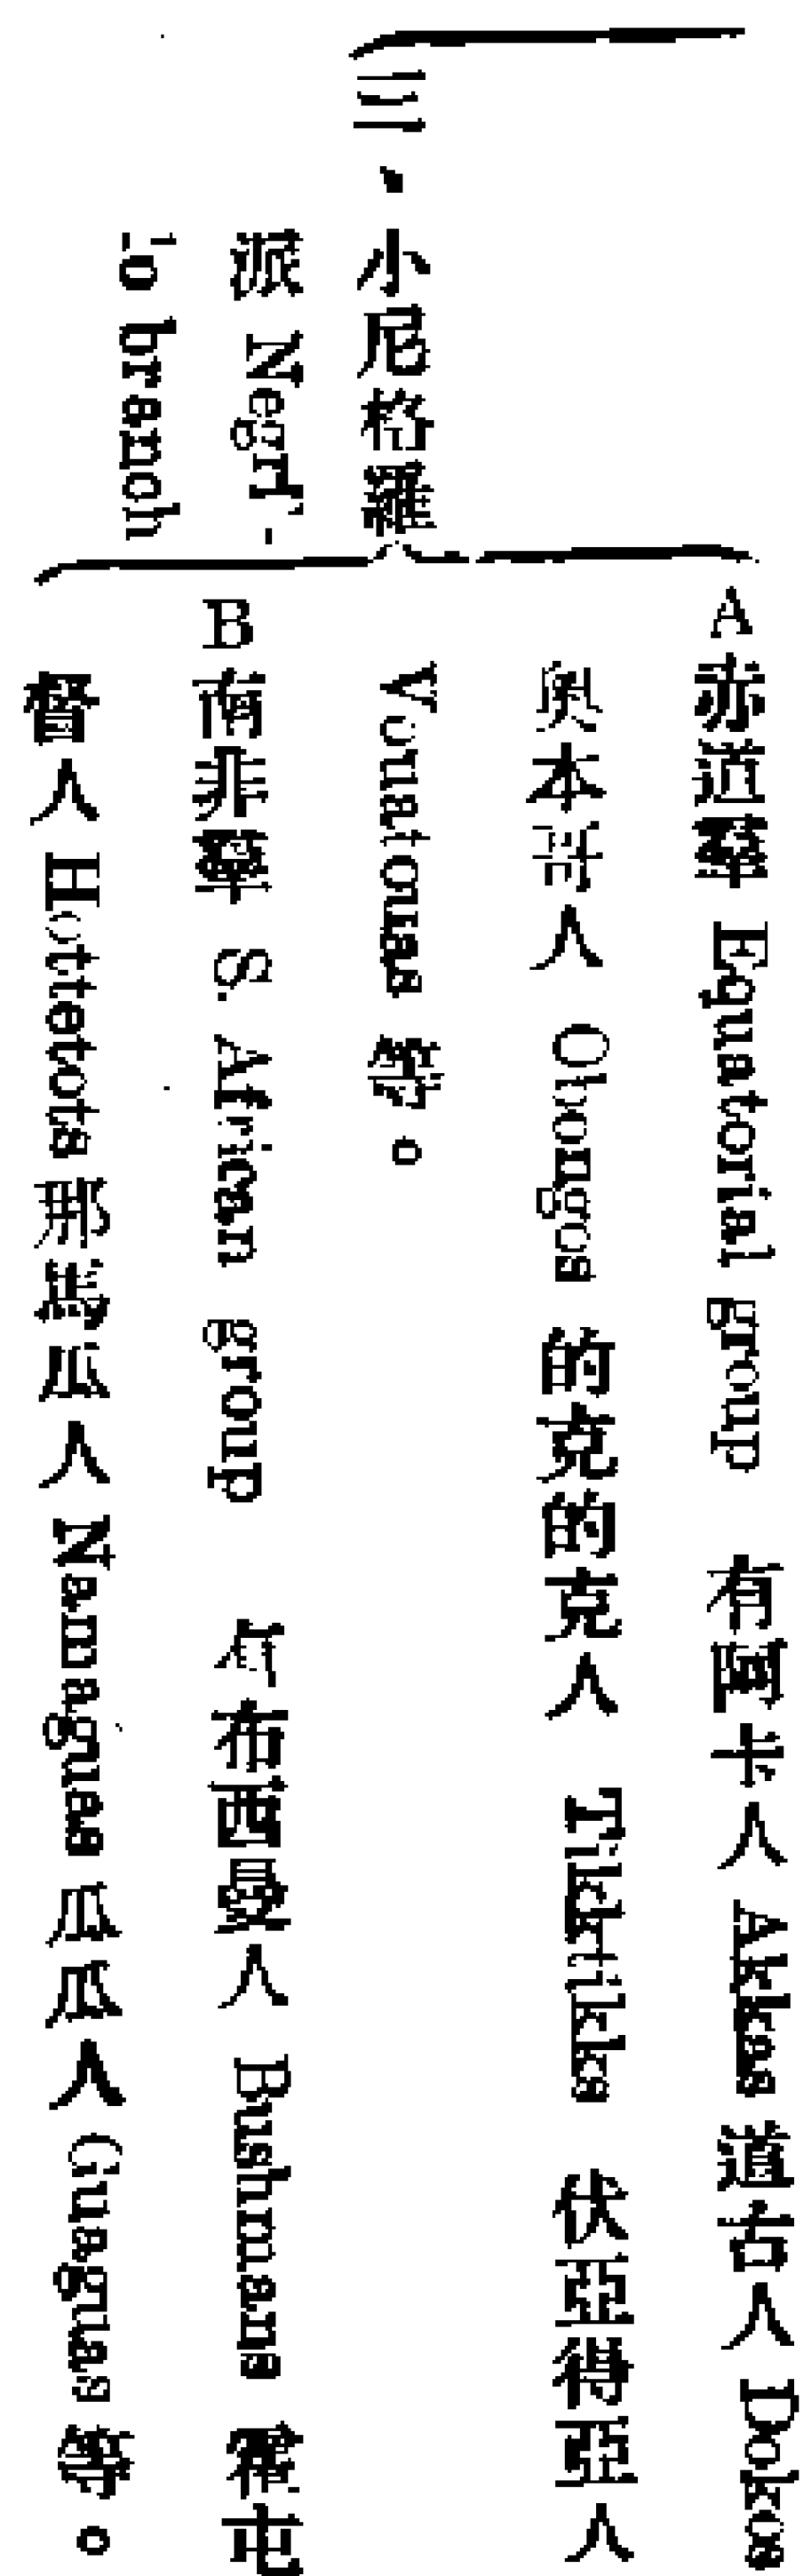 三、小尼格羅
派 Negri-
to branch
A 赤道羣 Equatorial group 有阿卡人 Akkas 道古人 Dokos
奧本哥人 Obongos 的克的克人 Tikitikks 伏亞得亞人
Vouatouas 等。
B 南非羣 S. African group 有布西曼人 Bushmans 霍屯
督人 Hottetots 那馬瓜人 Namaguas 瓜瓜人 Guaguas 等。